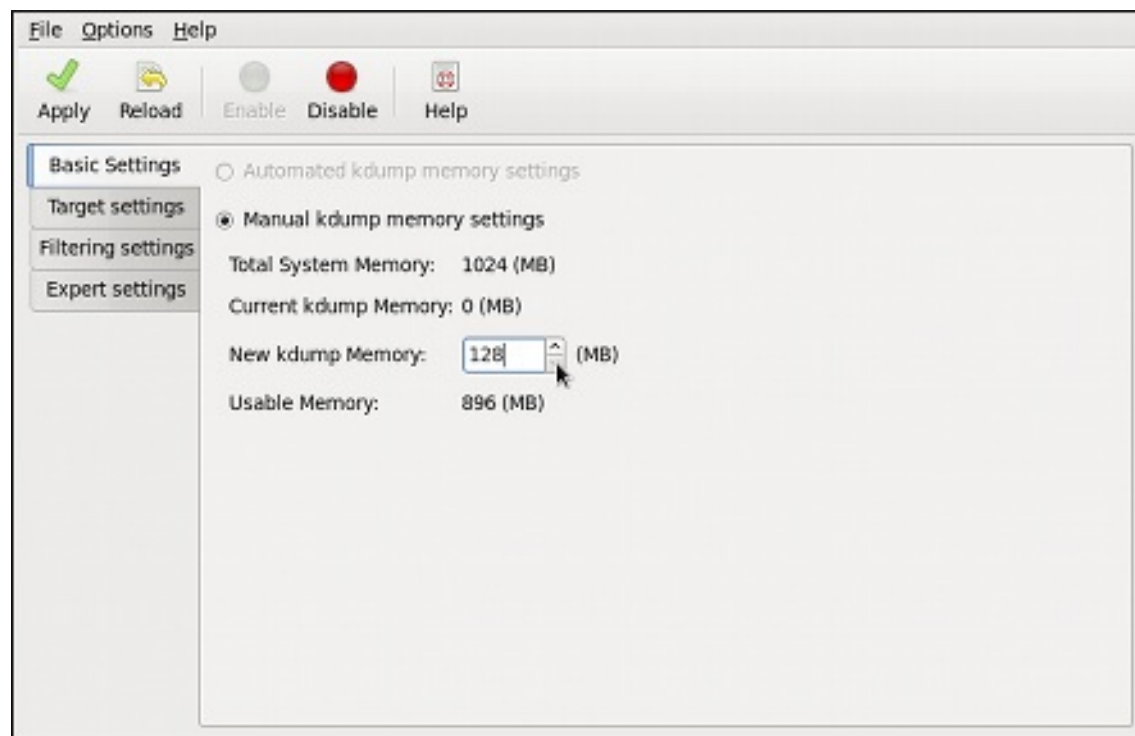 File Options Help
Apply Reload Enable Disable Help
Basic Settings
Target settings
Filtering settings
Expert settings
Automated kdump memory settings
Manual kdump memory settings
Total System Memory: 1024 (MB)
Current kdump Memory: 0 (MB)
New kdump Memory: 128 (MB)
Usable Memory: 896 (MB)